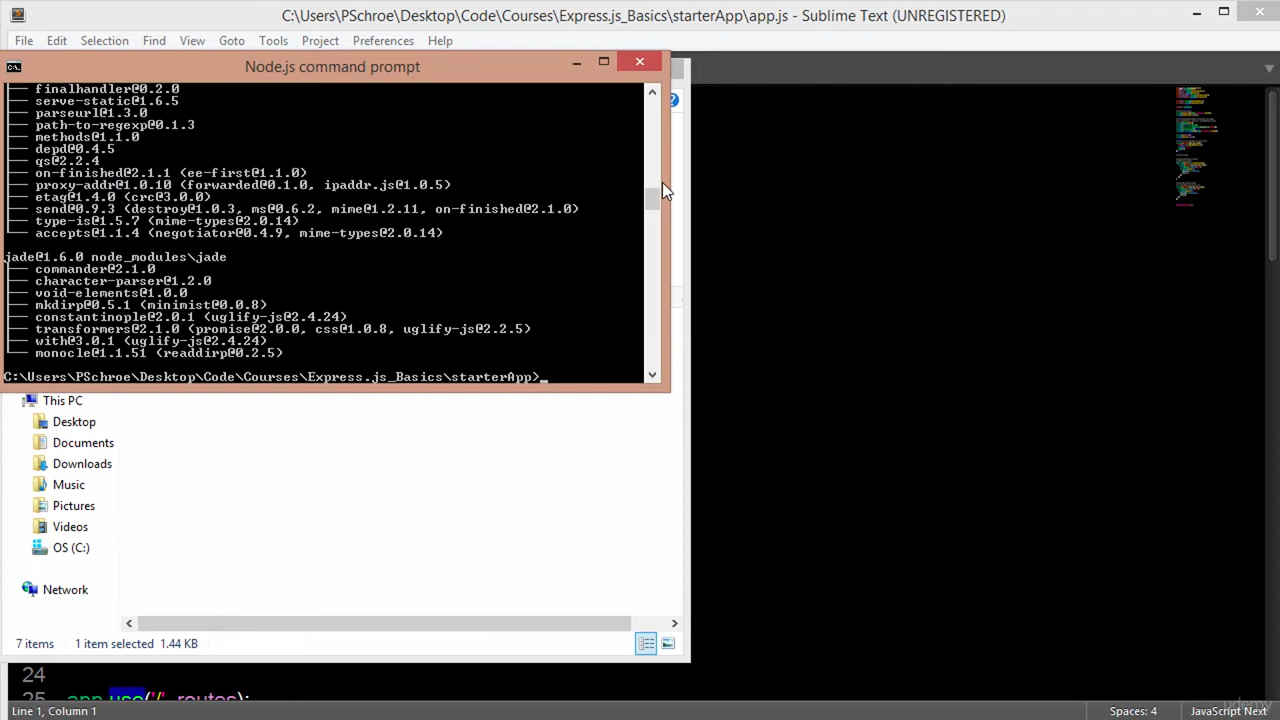 C:\Users\PSchroe\Desktop\Code\Courses\Express.js_Basics\starterApp\app.js - Sublime Text (UNREGISTERED)
File Edit Selection Find View Goto Tools Project Preferences Help
Node.js command prompt
├── finalhandler@0.2.0
├── serve-static@1.6.5
├── parseurl@1.3.0
├── path-to-regexp@0.1.3
├── methods@1.1.0
├── depd@0.4.5
├── qs@2.2.4
├── on-finished@2.1.1 (ee-first@1.1.0)
├── proxy-addr@1.0.10 (forwarded@0.1.0, ipaddr.js@1.0.5)
├── etag@1.4.0 (crc@3.0.0)
├── send@0.9.3 (destroy@1.0.3, ms@0.6.2, mime@1.2.11, on-finished@2.1.0)
├── type-is@1.5.7 (mime-types@2.0.14)
└── accepts@1.1.4 (negotiator@0.4.9, mime-types@2.0.14)
jade@1.6.0 node_modules\jade
├── commander@2.1.0
├── character-parser@1.2.0
├── void-elements@1.0.0
├── mkdirp@0.5.1 (minimist@0.0.8)
├── constantinople@2.0.1 (uglify-js@2.4.24)
├── transformers@2.1.0 (promise@2.0.0, css@1.0.8, uglify-js@2.2.5)
├── with@3.0.1 (uglify-js@2.4.24)
└── monocle@1.1.51 (readdirp@0.2.5)
C:\Users\PSchroe\Desktop\Code\Courses\Express.js_Basics\starterApp>_
This PC
Desktop
Documents
Downloads
Music
Pictures
Videos
OS (C:)
Network
7 items 1 item selected 1.44 KB
24
25 app.use('/', routes);
Line 1, Column 1 Spaces: 4 JavaScript Next
udemy